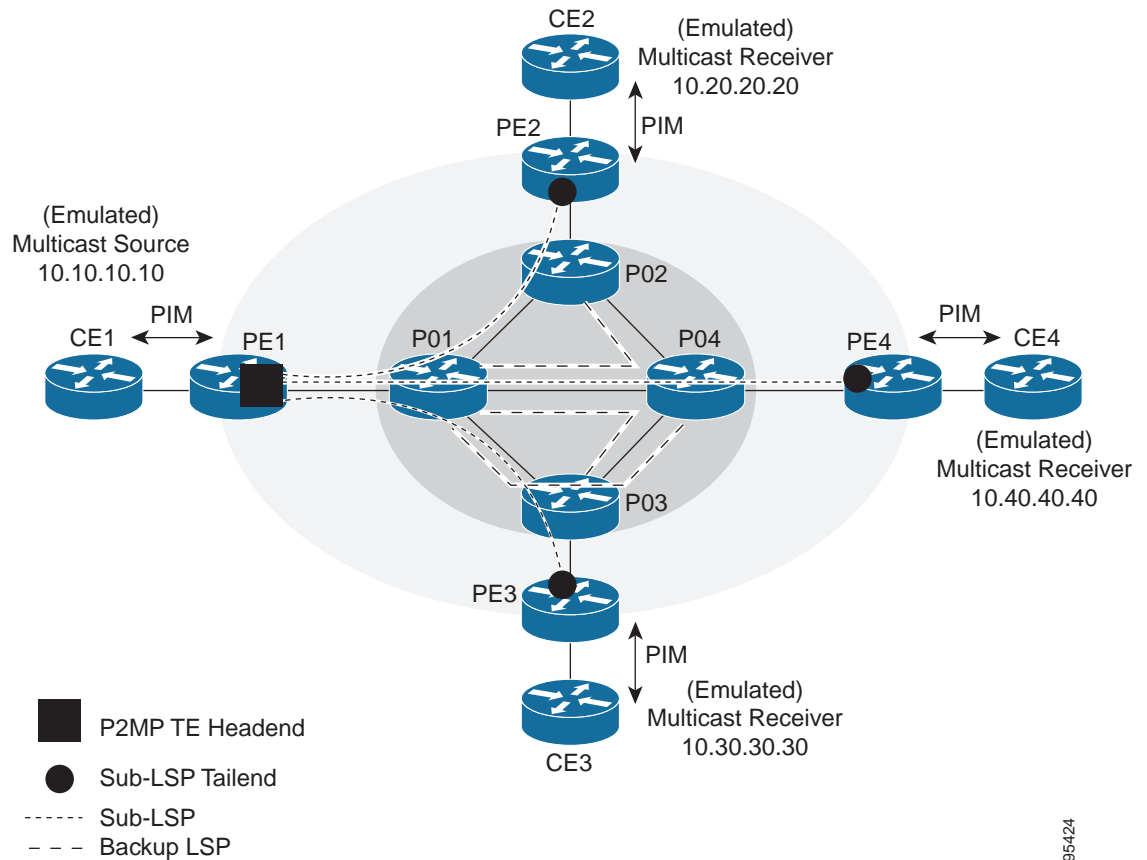 CE2
(Emulated)
Multicast Receiver
10.20.20.20
PE2
PIM
(Emulated)
Multicast Source
10.10.10.10
P02
PIM
CE1
PE1
P01
P04
PE4
PIM
CE4
(Emulated)
Multicast Receiver
10.40.40.40
P03
PE3
PIM
(Emulated)
Multicast Receiver
10.30.30.30
CE3
P2MP TE Headend
Sub-LSP Tailend
Sub-LSP
Backup LSP
95424